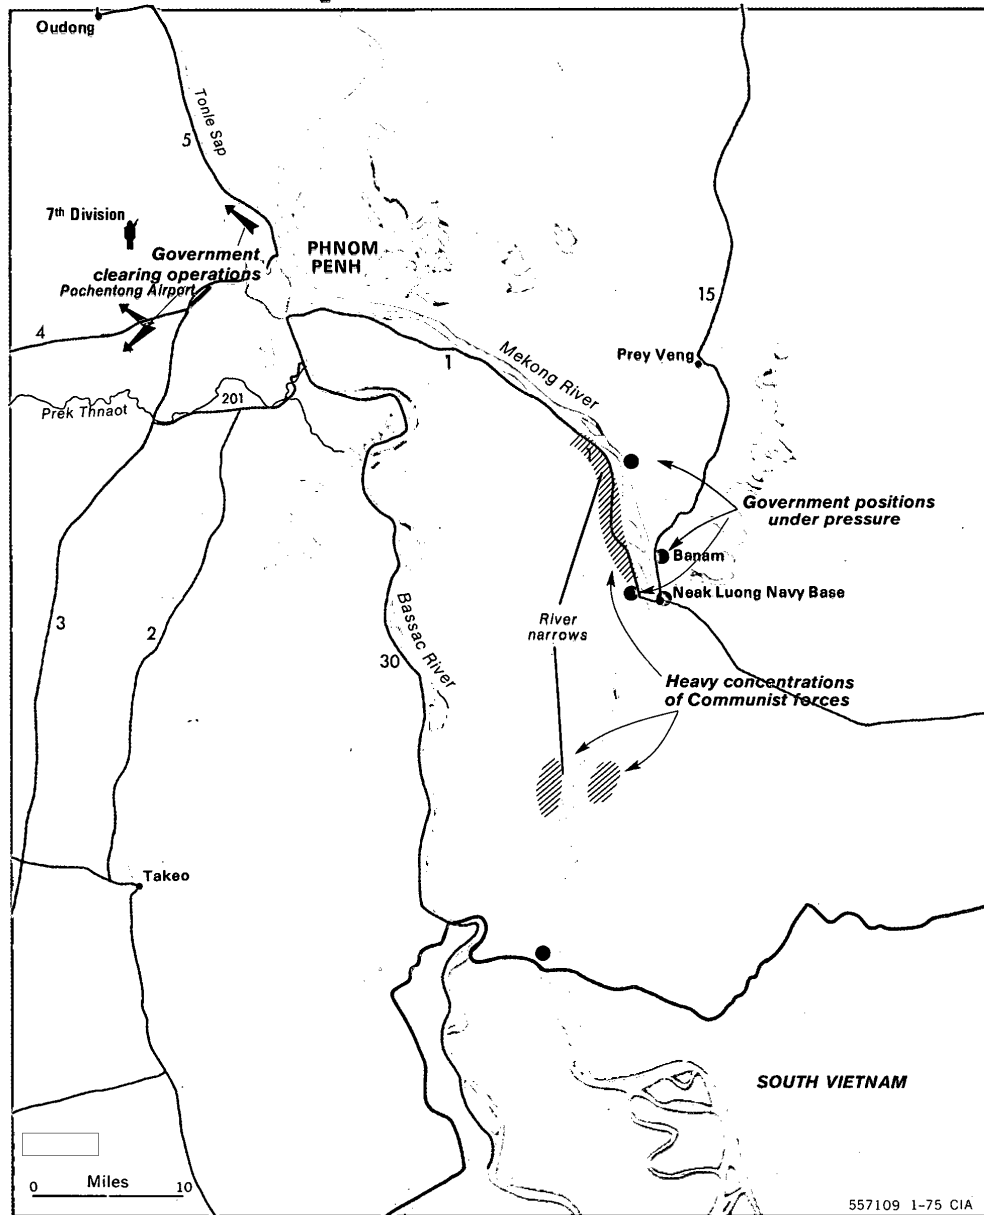 Oudong
Tonle Sap
5
7th Division
Government
clearing operations
Pochentong Airport
PHNOM
PENH
15
4
1
Mekong River
Prey Veng
Prek Thnaot
201
Government positions
under pressure
Banam
Neak Luong Navy Base
3
2
Bassac River
30
River
narrows
Heavy concentrations
of Communist forces
Takeo
SOUTH VIETNAM
0 Miles 10
557109 1-75 CIA